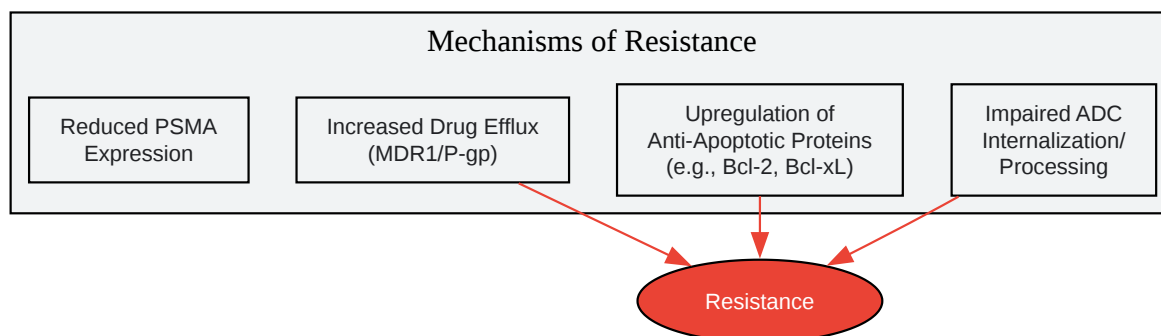 Mechanisms of Resistance
Reduced PSMA
Expression
Increased Drug Efflux
(MDR1/P-gp)
Upregulation of
Anti-Apoptotic Proteins
(e.g., Bcl-2, Bcl-xL)
Impaired ADC
Internalization/
Processing
Resistance